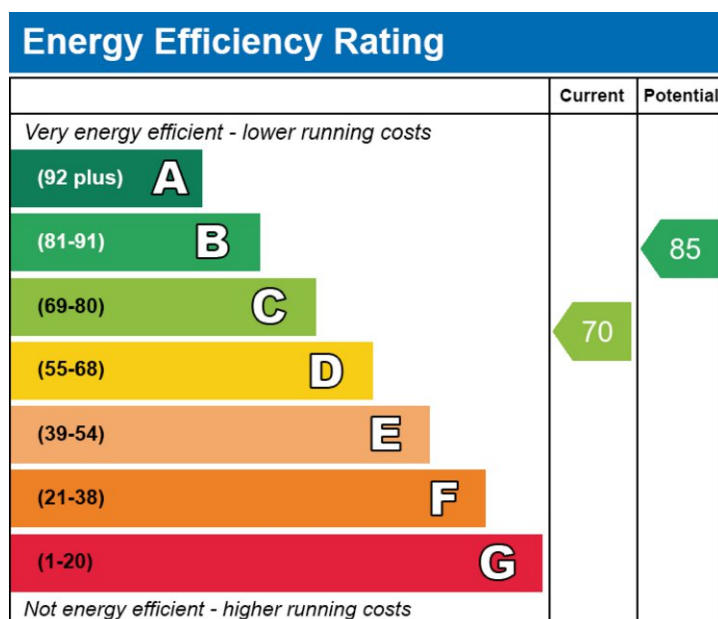 Energy Efficiency Rating
Current Potential
Very energy efficient - lower running costs
(92 plus) A
(81-91) B
85
(69-80) C
70
(55-68) D
(39-54) E
(21-38) F
(1-20) G
Not energy efficient - higher running costs